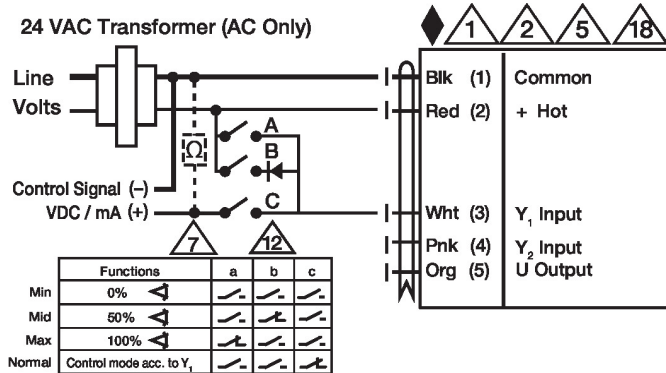 24 VAC Transformer (AC Only)
1 2 5 18
Line
Volts
Blk (1) Common
Red (2) + Hot
A
B
C
Ω
Control Signal (–)
VDC / mA (+)
Wht (3) Y₁ Input
Pnk (4) Y₂ Input
Org (5) U Output
7
12
Functions a b c
Min 0%
Mid 50%
Max 100%
Normal Control mode acc. to Y₁